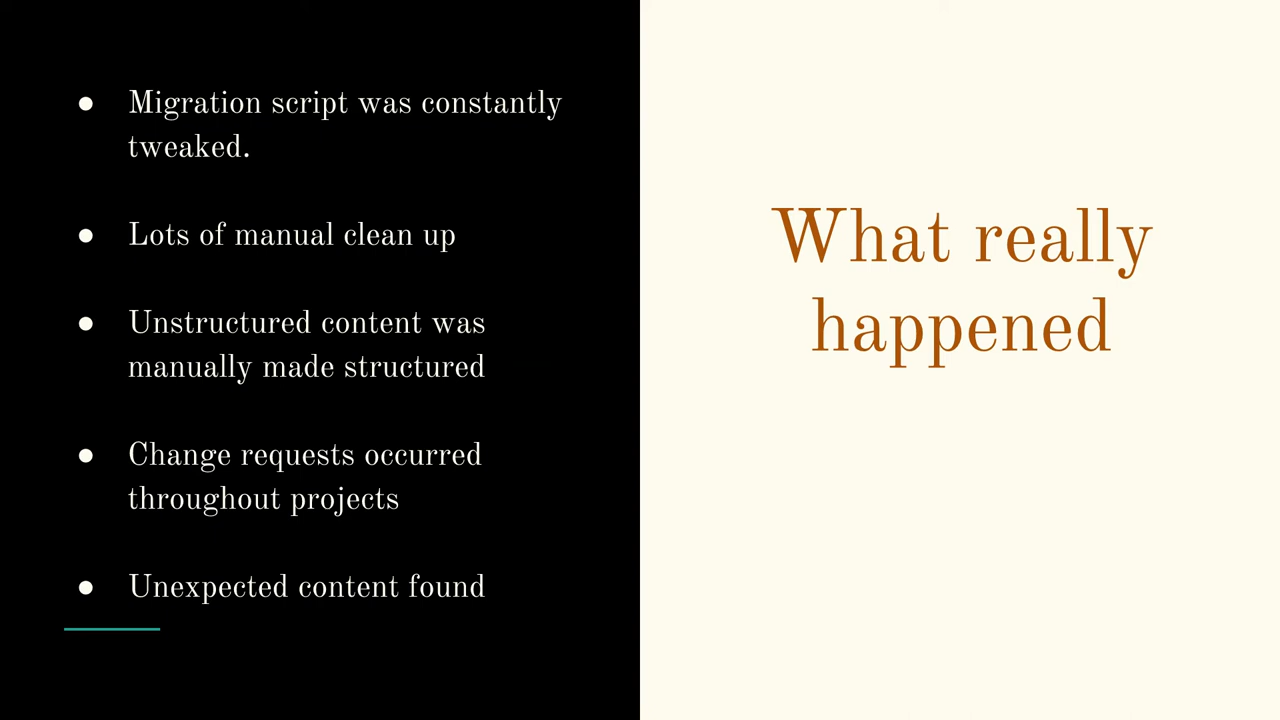 ● Migration script was constantly
tweaked.
● Lots of manual clean up
● Unstructured content was
manually made structured
● Change requests occurred
throughout projects
● Unexpected content found
What really
happened